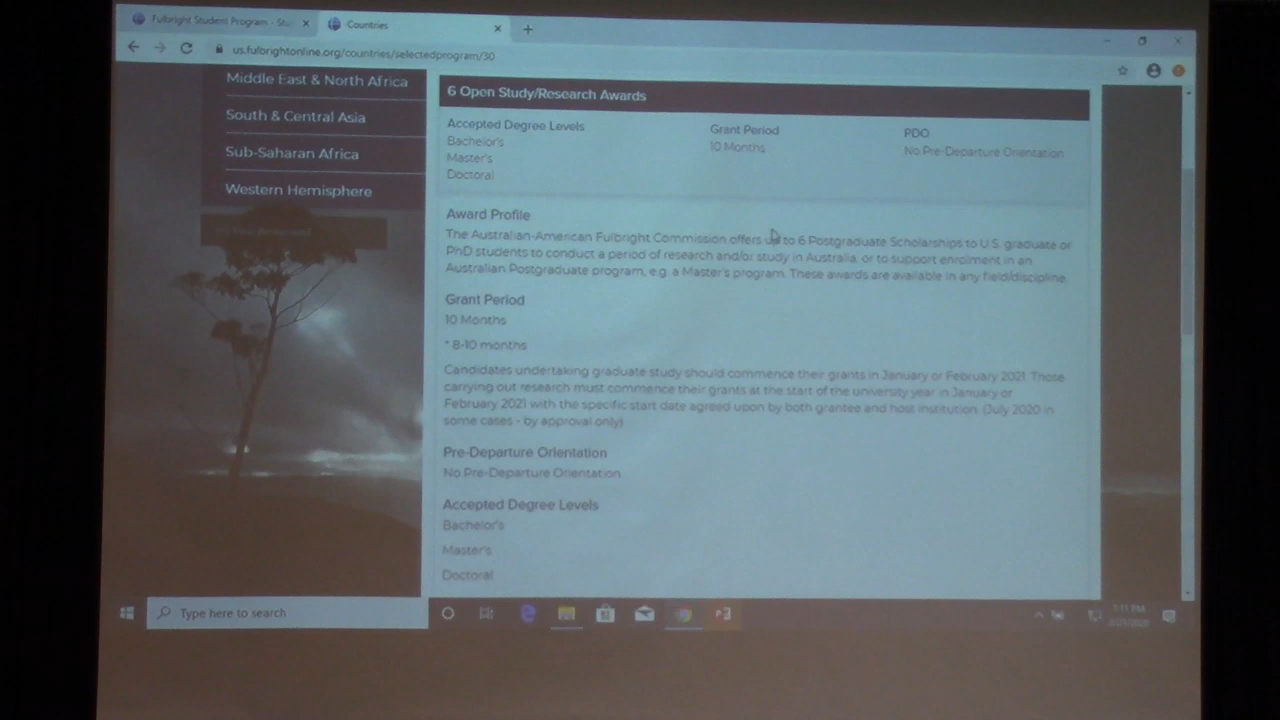 Fulbright Student Program - Stu
Countries
us.fulbrightonline.org/countries/selectedprogram/30
Middle East & North Africa
South & Central Asia
Sub-Saharan Africa
Western Hemisphere
6 Open Study/Research Awards
Accepted Degree Levels
Bachelor's
Master's
Doctoral
Grant Period
10 Months
PDO
No Pre-Departure Orientation
Award Profile
The Australian-American Fulbright Commission offers up to 6 Postgraduate Scholarships to U.S. graduate or
PhD students to conduct a period of research and/or study in Australia, or to support enrolment in an
Australian Postgraduate program, e.g. a Master's program. These awards are available in any field/discipline.
Grant Period
10 Months
* 8-10 months
Candidates undertaking graduate study should commence their grants in January or February 2021. Those
carrying out research must commence their grants at the start of the university year in January or
February 2021 with the specific start date agreed upon by both grantee and host institution. (July 2020 in
some cases - by approval only)
Pre-Departure Orientation
No Pre-Departure Orientation
Accepted Degree Levels
Bachelor's
Master's
Doctoral
Type here to search